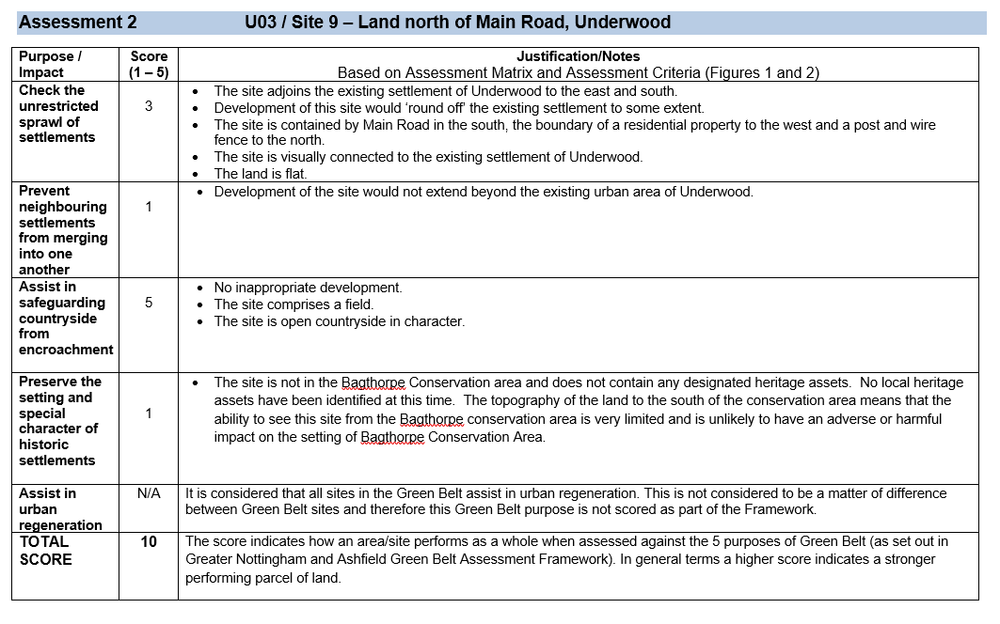 Assessment 2 U03 / Site 9 – Land north of Main Road, Underwood
Purpose / Impact
Score (1 – 5)
Justification/Notes
Based on Assessment Matrix and Assessment Criteria (Figures 1 and 2)
Check the
unrestricted
sprawl of
settlements
3
• The site adjoins the existing settlement of Underwood to the east and south.
• Development of this site would ‘round off’ the existing settlement to some extent.
• The site is contained by Main Road in the south, the boundary of a residential property to the west and a post and wire
fence to the north.
• The site is visually connected to the existing settlement of Underwood.
• The land is flat.
Prevent
neighbouring
settlements
from merging
into one
another
1
• Development of the site would not extend beyond the existing urban area of Underwood.
Assist in
safeguarding
countryside
from
encroachment
5
• No inappropriate development.
• The site comprises a field.
• The site is open countryside in character.
Preserve the
setting and
special
character of
historic
settlements
1
• The site is not in the Bagthorpe Conservation area and does not contain any designated heritage assets. No local heritage
assets have been identified at this time. The topography of the land to the south of the conservation area means that the
ability to see this site from the Bagthorpe conservation area is very limited and is unlikely to have an adverse or harmful
impact on the setting of Bagthorpe Conservation Area.
Assist in
urban
regeneration
N/A
It is considered that all sites in the Green Belt assist in urban regeneration. This is not considered to be a matter of difference
between Green Belt sites and therefore this Green Belt purpose is not scored as part of the Framework.
TOTAL
SCORE
10
The score indicates how an area/site performs as a whole when assessed against the 5 purposes of Green Belt (as set out in
Greater Nottingham and Ashfield Green Belt Assessment Framework). In general terms a higher score indicates a stronger
performing parcel of land.